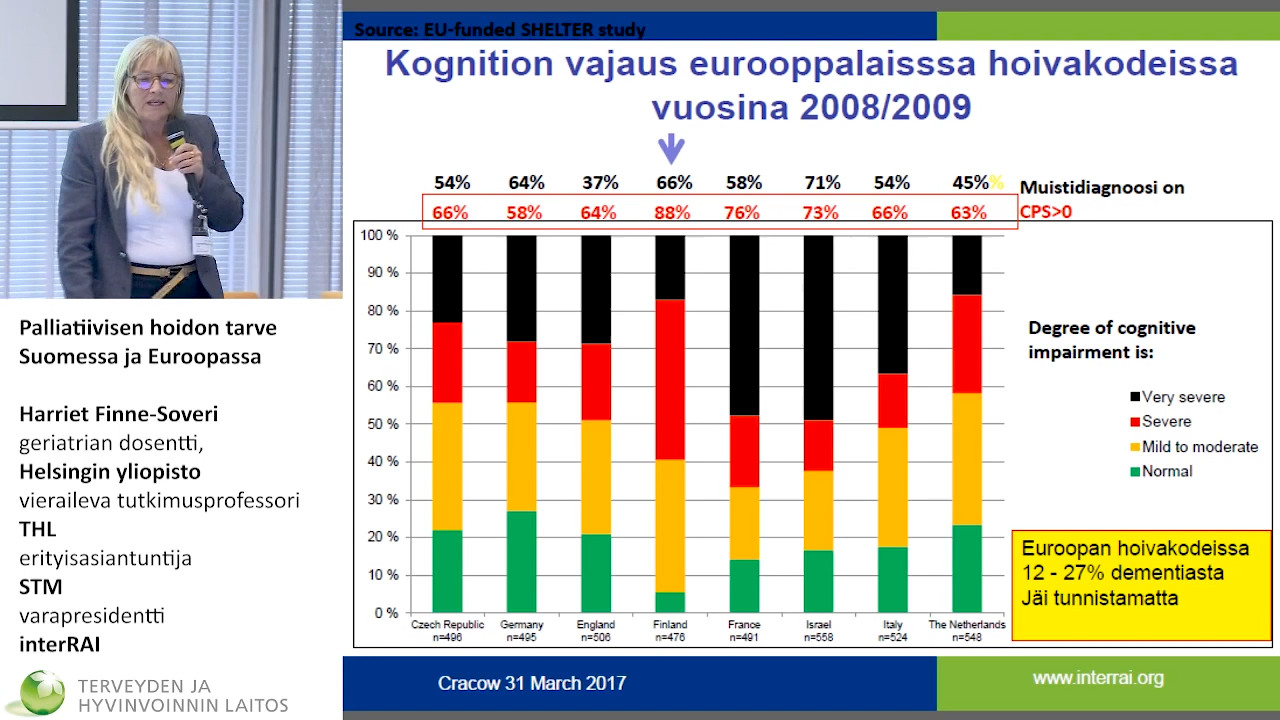 Source: EU-funded SHELTER study
Kognition vajaus eurooppalaisssa hoivakodeissa
vuosina 2008/2009
54% 64% 37% 66% 58% 71% 54% 45%%
Muistidiagnoosi on
66% 58% 64% 88% 76% 73% 66% 63%
CPS>0
100 %
90 %
80 %
70 %
60 %
50 %
40 %
30 %
20 %
10 %
0 %
Czech Republic Germany England Finland France Israel Italy The Netherlands
n=496 n=495 n=506 n=476 n=491 n=558 n=524 n=548
Degree of cognitive
impairment is:
Very severe
Severe
Mild to moderate
Normal
Euroopan hoivakodeissa
12 - 27% dementiasta
Jäi tunnistamatta
Cracow 31 March 2017
www.interrai.org
Palliatiivisen hoidon tarve
Suomessa ja Euroopassa
Harriet Finne-Soveri
geriatrian dosentti,
Helsingin yliopisto
vieraileva tutkimusprofessori
THL
erityisasiantuntija
STM
varapresidentti
interRAI
TERVEYDEN JA
HYVINVOINNIN LAITOS